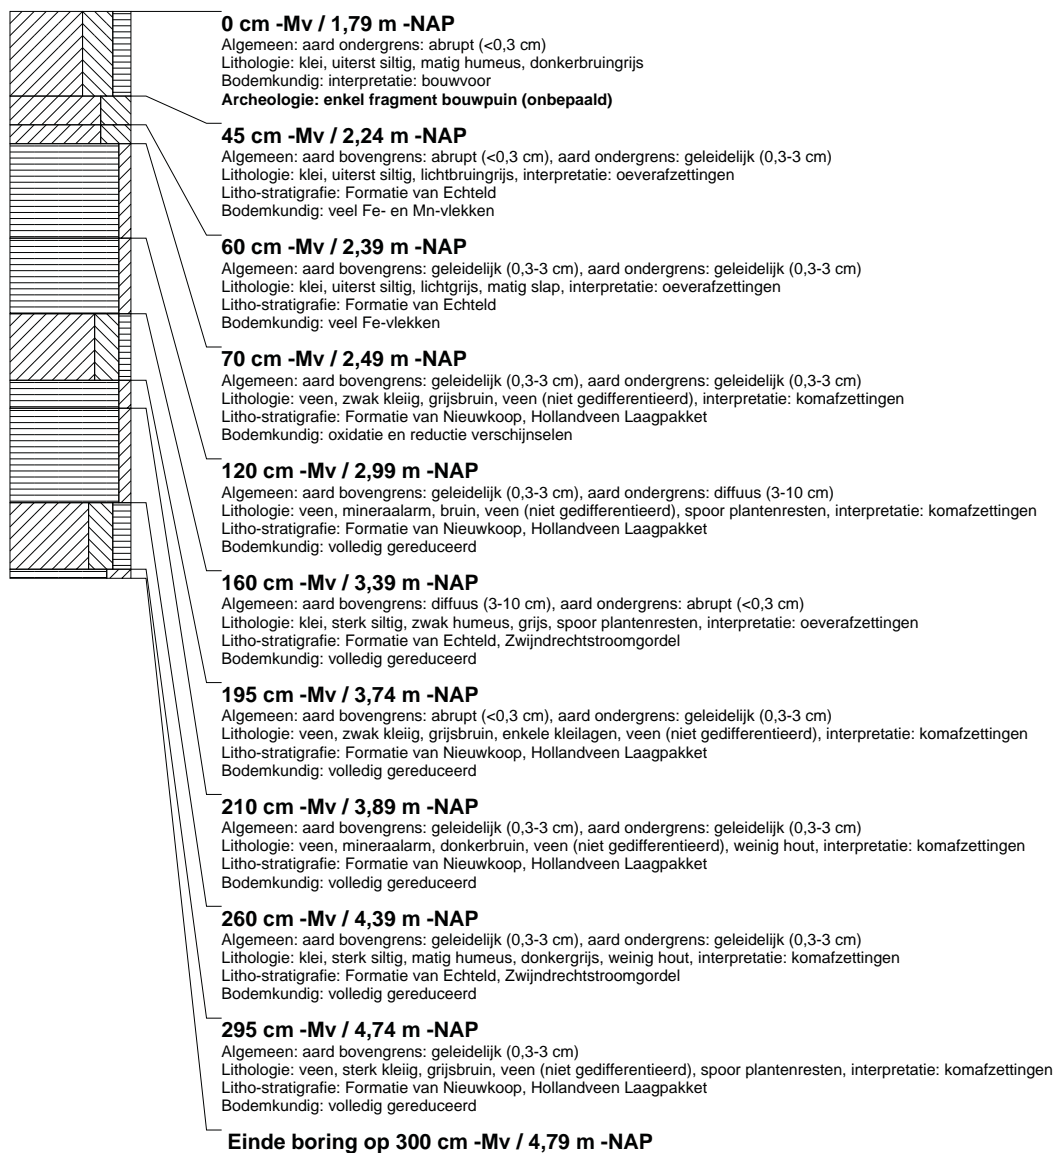 0 cm -Mv / 1,79 m -NAP
Algemeen: aard ondergrens: abrupt (<0,3 cm)
Lithologie: klei, uiterst siltig, matig humeus, donkerbruingrijs
Bodemkundig: interpretatie: bouwvoor
Archeologie: enkel fragment bouwpuin (onbepaald)
45 cm -Mv / 2,24 m -NAP
Algemeen: aard bovengrens: abrupt (<0,3 cm), aard ondergrens: geleidelijk (0,3-3 cm)
Lithologie: klei, uiterst siltig, lichtbruingrijs, interpretatie: oeverafzettingen
Litho-stratigrafie: Formatie van Echteld
Bodemkundig: veel Fe- en Mn-vlekken
60 cm -Mv / 2,39 m -NAP
Algemeen: aard bovengrens: geleidelijk (0,3-3 cm), aard ondergrens: geleidelijk (0,3-3 cm)
Lithologie: klei, uiterst siltig, lichtgrijs, matig slap, interpretatie: oeverafzettingen
Litho-stratigrafie: Formatie van Echteld
Bodemkundig: veel Fe-vlekken
70 cm -Mv / 2,49 m -NAP
Algemeen: aard bovengrens: geleidelijk (0,3-3 cm), aard ondergrens: geleidelijk (0,3-3 cm)
Lithologie: veen, zwak kleiig, grijsbruin, veen (niet gedifferentieerd), interpretatie: komafzettingen
Litho-stratigrafie: Formatie van Nieuwkoop, Hollandveen Laagpakket
Bodemkundig: oxidatie en reductie verschijnselen
120 cm -Mv / 2,99 m -NAP
Algemeen: aard bovengrens: geleidelijk (0,3-3 cm), aard ondergrens: diffuus (3-10 cm)
Lithologie: veen, mineraalarm, bruin, veen (niet gedifferentieerd), spoor plantenresten, interpretatie: komafzettingen
Litho-stratigrafie: Formatie van Nieuwkoop, Hollandveen Laagpakket
Bodemkundig: volledig gereduceerd
160 cm -Mv / 3,39 m -NAP
Algemeen: aard bovengrens: diffuus (3-10 cm), aard ondergrens: abrupt (<0,3 cm)
Lithologie: klei, sterk siltig, zwak humeus, grijs, spoor plantenresten, interpretatie: oeverafzettingen
Litho-stratigrafie: Formatie van Echteld, Zwijndrechtstroomgordel
Bodemkundig: volledig gereduceerd
195 cm -Mv / 3,74 m -NAP
Algemeen: aard bovengrens: abrupt (<0,3 cm), aard ondergrens: geleidelijk (0,3-3 cm)
Lithologie: veen, zwak kleiig, grijsbruin, enkele kleilagen, veen (niet gedifferentieerd), interpretatie: komafzettingen
Litho-stratigrafie: Formatie van Nieuwkoop, Hollandveen Laagpakket
Bodemkundig: volledig gereduceerd
210 cm -Mv / 3,89 m -NAP
Algemeen: aard bovengrens: geleidelijk (0,3-3 cm), aard ondergrens: geleidelijk (0,3-3 cm)
Lithologie: veen, mineraalarm, donkerbruin, veen (niet gedifferentieerd), weinig hout, interpretatie: komafzettingen
Litho-stratigrafie: Formatie van Nieuwkoop, Hollandveen Laagpakket
Bodemkundig: volledig gereduceerd
260 cm -Mv / 4,39 m -NAP
Algemeen: aard bovengrens: geleidelijk (0,3-3 cm), aard ondergrens: geleidelijk (0,3-3 cm)
Lithologie: klei, sterk siltig, matig humeus, donkergrijs, weinig hout, interpretatie: komafzettingen
Litho-stratigrafie: Formatie van Echteld, Zwijndrechtstroomgordel
Bodemkundig: volledig gereduceerd
295 cm -Mv / 4,74 m -NAP
Algemeen: aard bovengrens: geleidelijk (0,3-3 cm)
Lithologie: veen, sterk kleiig, grijsbruin, veen (niet gedifferentieerd), spoor plantenresten, interpretatie: komafzettingen
Litho-stratigrafie: Formatie van Nieuwkoop, Hollandveen Laagpakket
Bodemkundig: volledig gereduceerd
Einde boring op 300 cm -Mv / 4,79 m -NAP